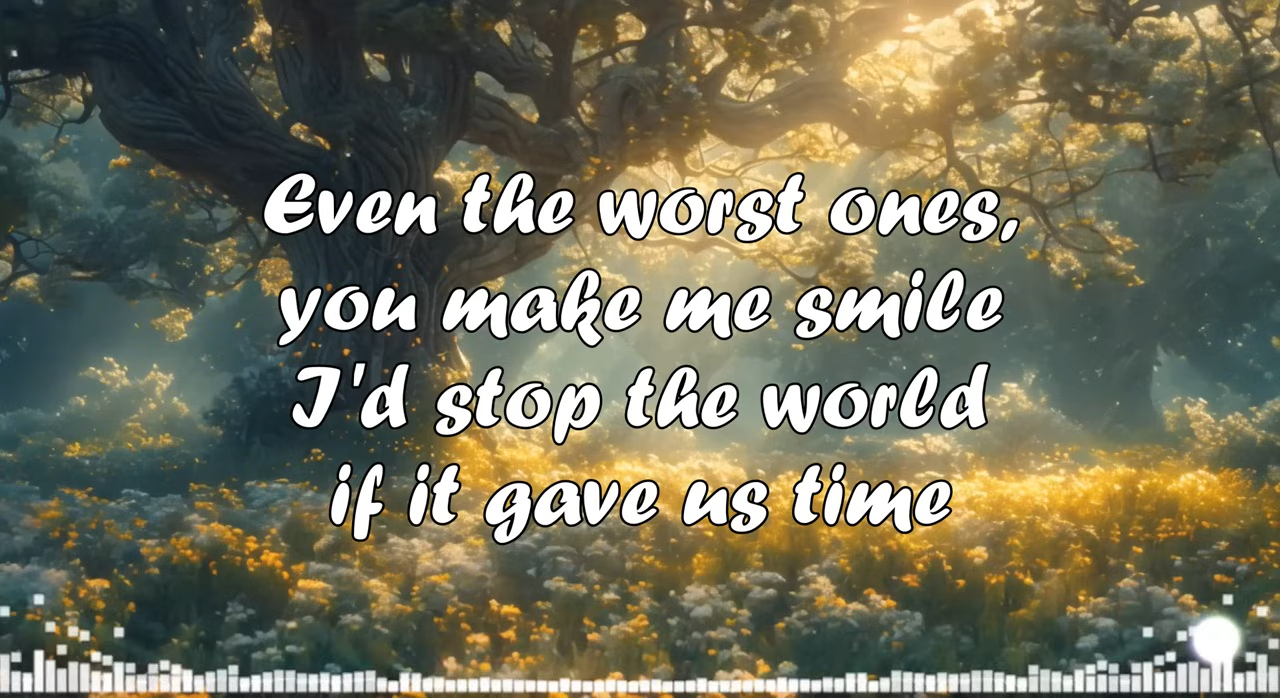 Even the worst ones,
you make me smile
I'd stop the world
if it gave us time